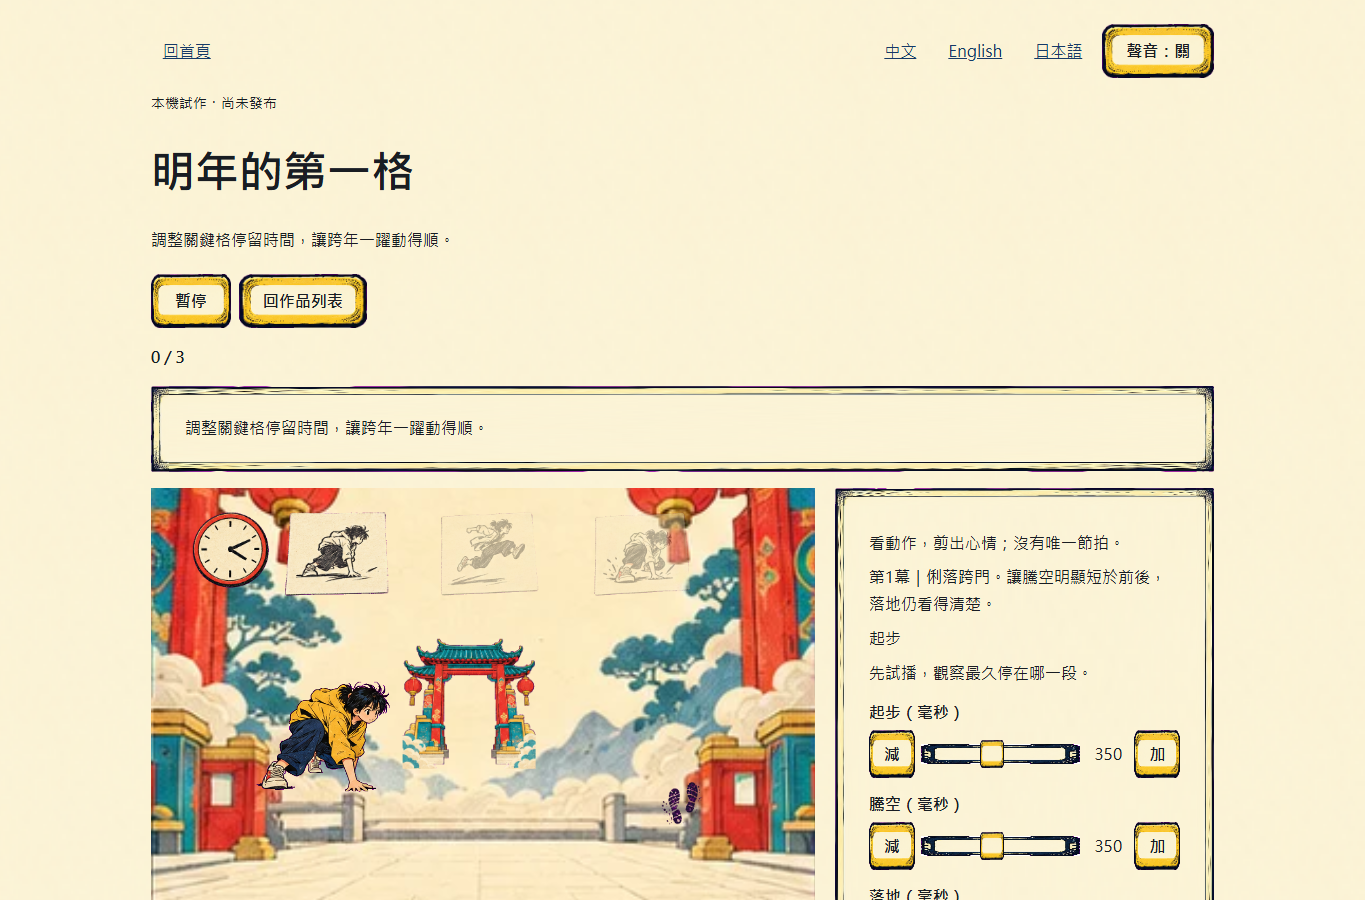 回首頁
中文
English
日本語
聲音：關
本機試作・尚未發布
明年的第一格
調整關鍵格停留時間，讓跨年一躍動得順。
暫停
回作品列表
0 / 3
調整關鍵格停留時間，讓跨年一躍動得順。
看動作，剪出心情；沒有唯一節拍。
第1幕｜俐落跨門。讓騰空明顯短於前後，
落地仍看得清楚。
起步
先試播，觀察最久停在哪一段。
起步（毫秒）
減
350
加
騰空（毫秒）
減
350
加
落地（毫秒）